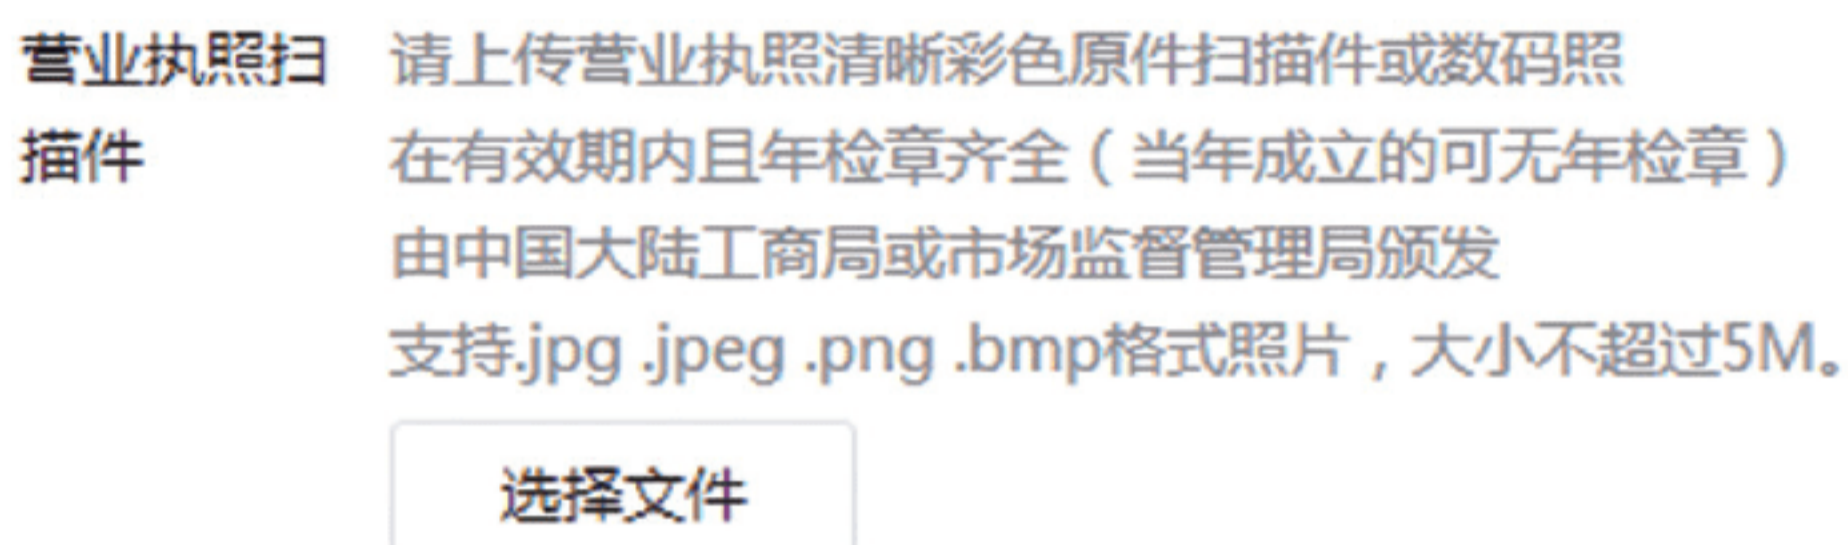 营业执照扫
描件
请上传营业执照清晰彩色原件扫描件或数码照
在有效期内且年检章齐全（当年成立的可无年检章）
由中国大陆工商局或市场监督管理局颁发
支持.jpg .jpeg .png .bmp格式照片，大小不超过5M。
选择文件